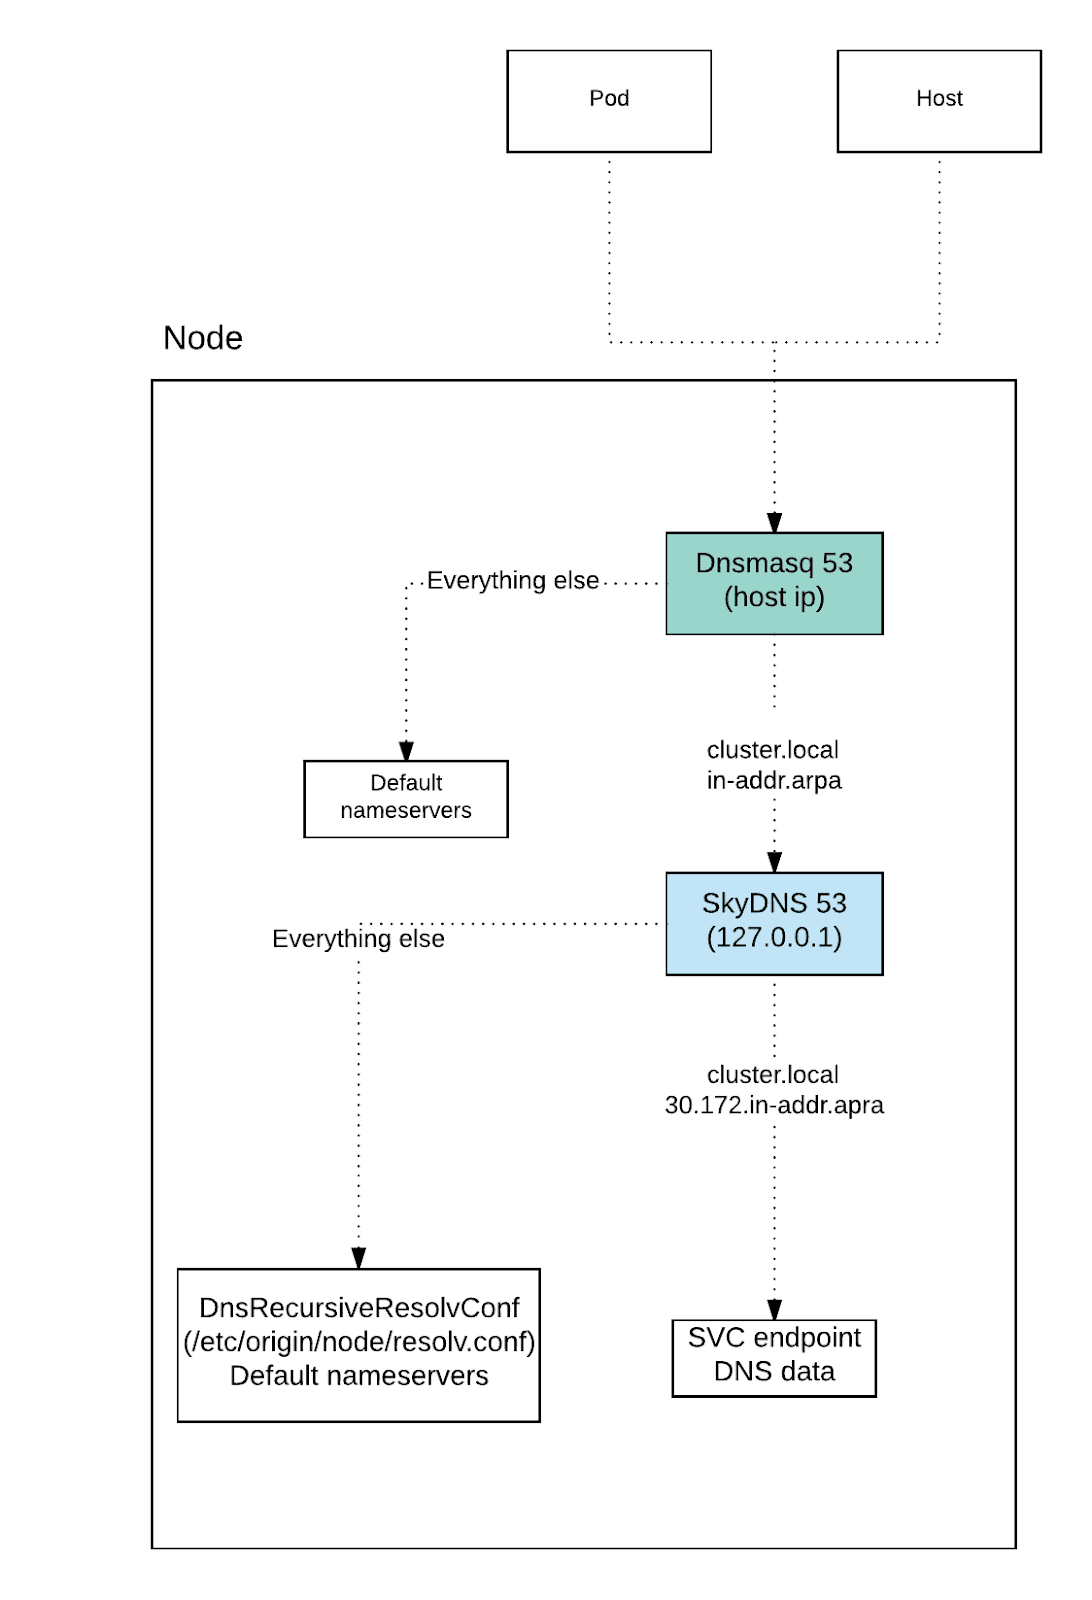 Pod
Host
Node
Dnsmasq 53
(host ip)
Everything else
cluster.local
in-addr.arpa
Default
nameservers
SkyDNS 53
(127.0.0.1)
Everything else
cluster.local
30.172.in-addr.apra
DnsRecursiveResolvConf
(/etc/origin/node/resolv.conf)
Default nameservers
SVC endpoint
DNS data